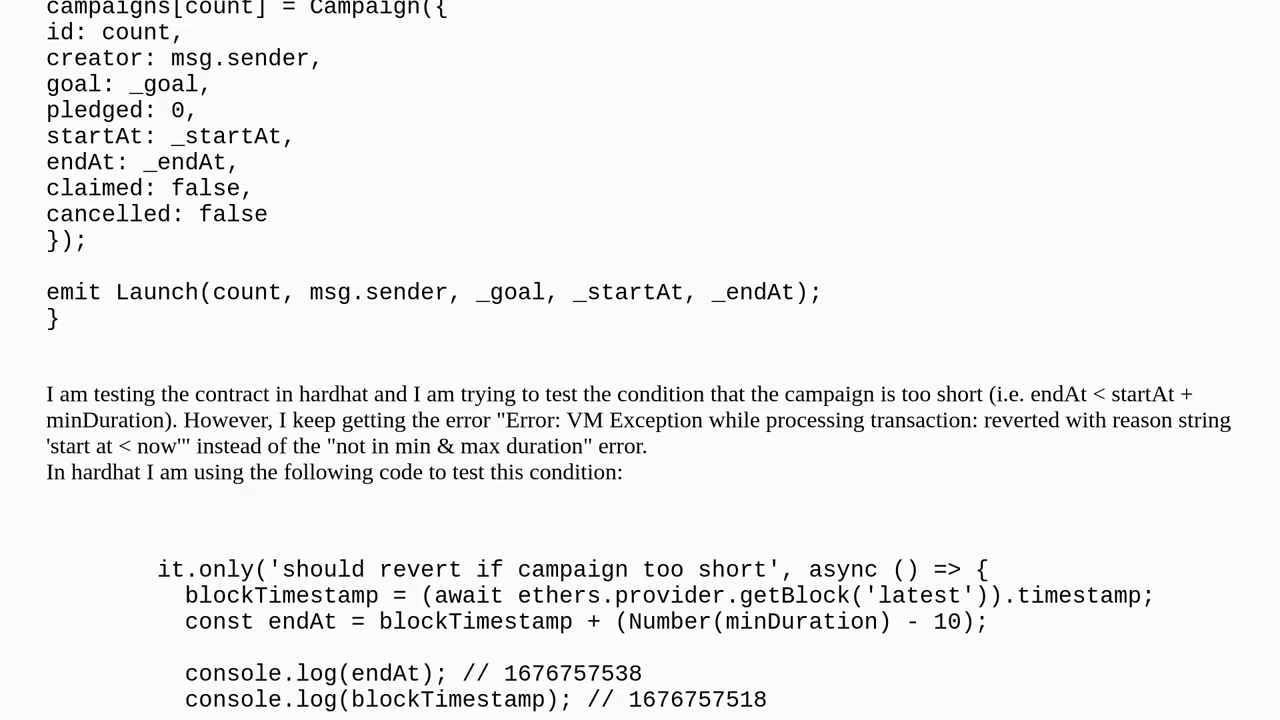 campaigns[count] = Campaign({
id: count,
creator: msg.sender,
goal: _goal,
pledged: 0,
startAt: _startAt,
endAt: _endAt,
claimed: false,
cancelled: false
});

emit Launch(count, msg.sender, _goal, _startAt, _endAt);
}

I am testing the contract in hardhat and I am trying to test the condition that the campaign is too short (i.e. endAt < startAt +
minDuration). However, I keep getting the error "Error: VM Exception while processing transaction: reverted with reason string
'start at < now'" instead of the "not in min & max duration" error.
In hardhat I am using the following code to test this condition:

it.only('should revert if campaign too short', async () => {
blockTimestamp = (await ethers.provider.getBlock('latest')).timestamp;
const endAt = blockTimestamp + (Number(minDuration) - 10);

console.log(endAt); // 1676757538
console.log(blockTimestamp); // 1676757518